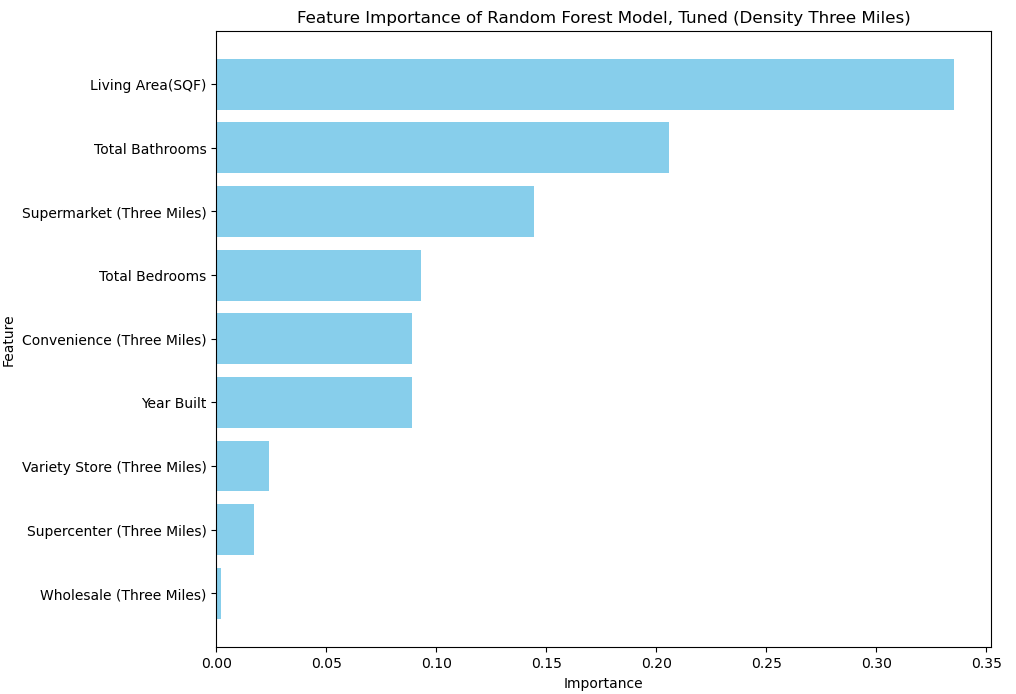 Feature Importance of Random Forest Model, Tuned (Density Three Miles)
Feature
Living Area(SQF)
Total Bathrooms
Supermarket (Three Miles)
Total Bedrooms
Convenience (Three Miles)
Year Built
Variety Store (Three Miles)
Supercenter (Three Miles)
Wholesale (Three Miles)
0.00 0.05 0.10 0.15 0.20 0.25 0.30 0.35
Importance